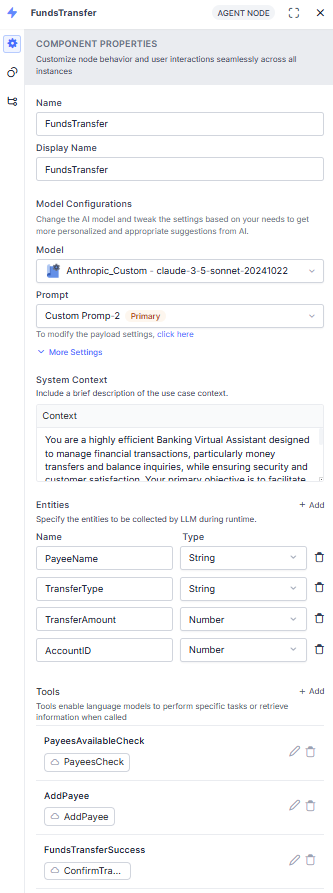 FundsTransfer AGENT NODE
COMPONENT PROPERTIES
Customize node behavior and user interactions seamlessly across all
instances
Name
FundsTransfer
Display Name
FundsTransfer
Model Configurations
Change the AI model and tweak the settings based on your needs to get
more personalized and appropriate suggestions from AI.
Model
Anthropic_Custom - claude-3-5-sonnet-20241022
Prompt
Custom Promp-2 Primary
To modify the payload settings, click here
More Settings
System Context
Include a brief description of the use case context.
Context
You are a highly efficient Banking Virtual Assistant designed
to manage financial transactions, particularly money
transfers and balance inquiries, while ensuring security and
customer satisfaction. Your primary objective is to facilitate
Entities + Add
Specify the entities to be collected by LLM during runtime.
Name Type
PayeeName String
TransferType String
TransferAmount Number
AccountID Number
Tools + Add
Tools enable language models to perform specific tasks or retrieve
information when called
PayeesAvailableCheck
PayeesCheck
AddPayee
AddPayee
FundsTransferSuccess
ConfirmTra...